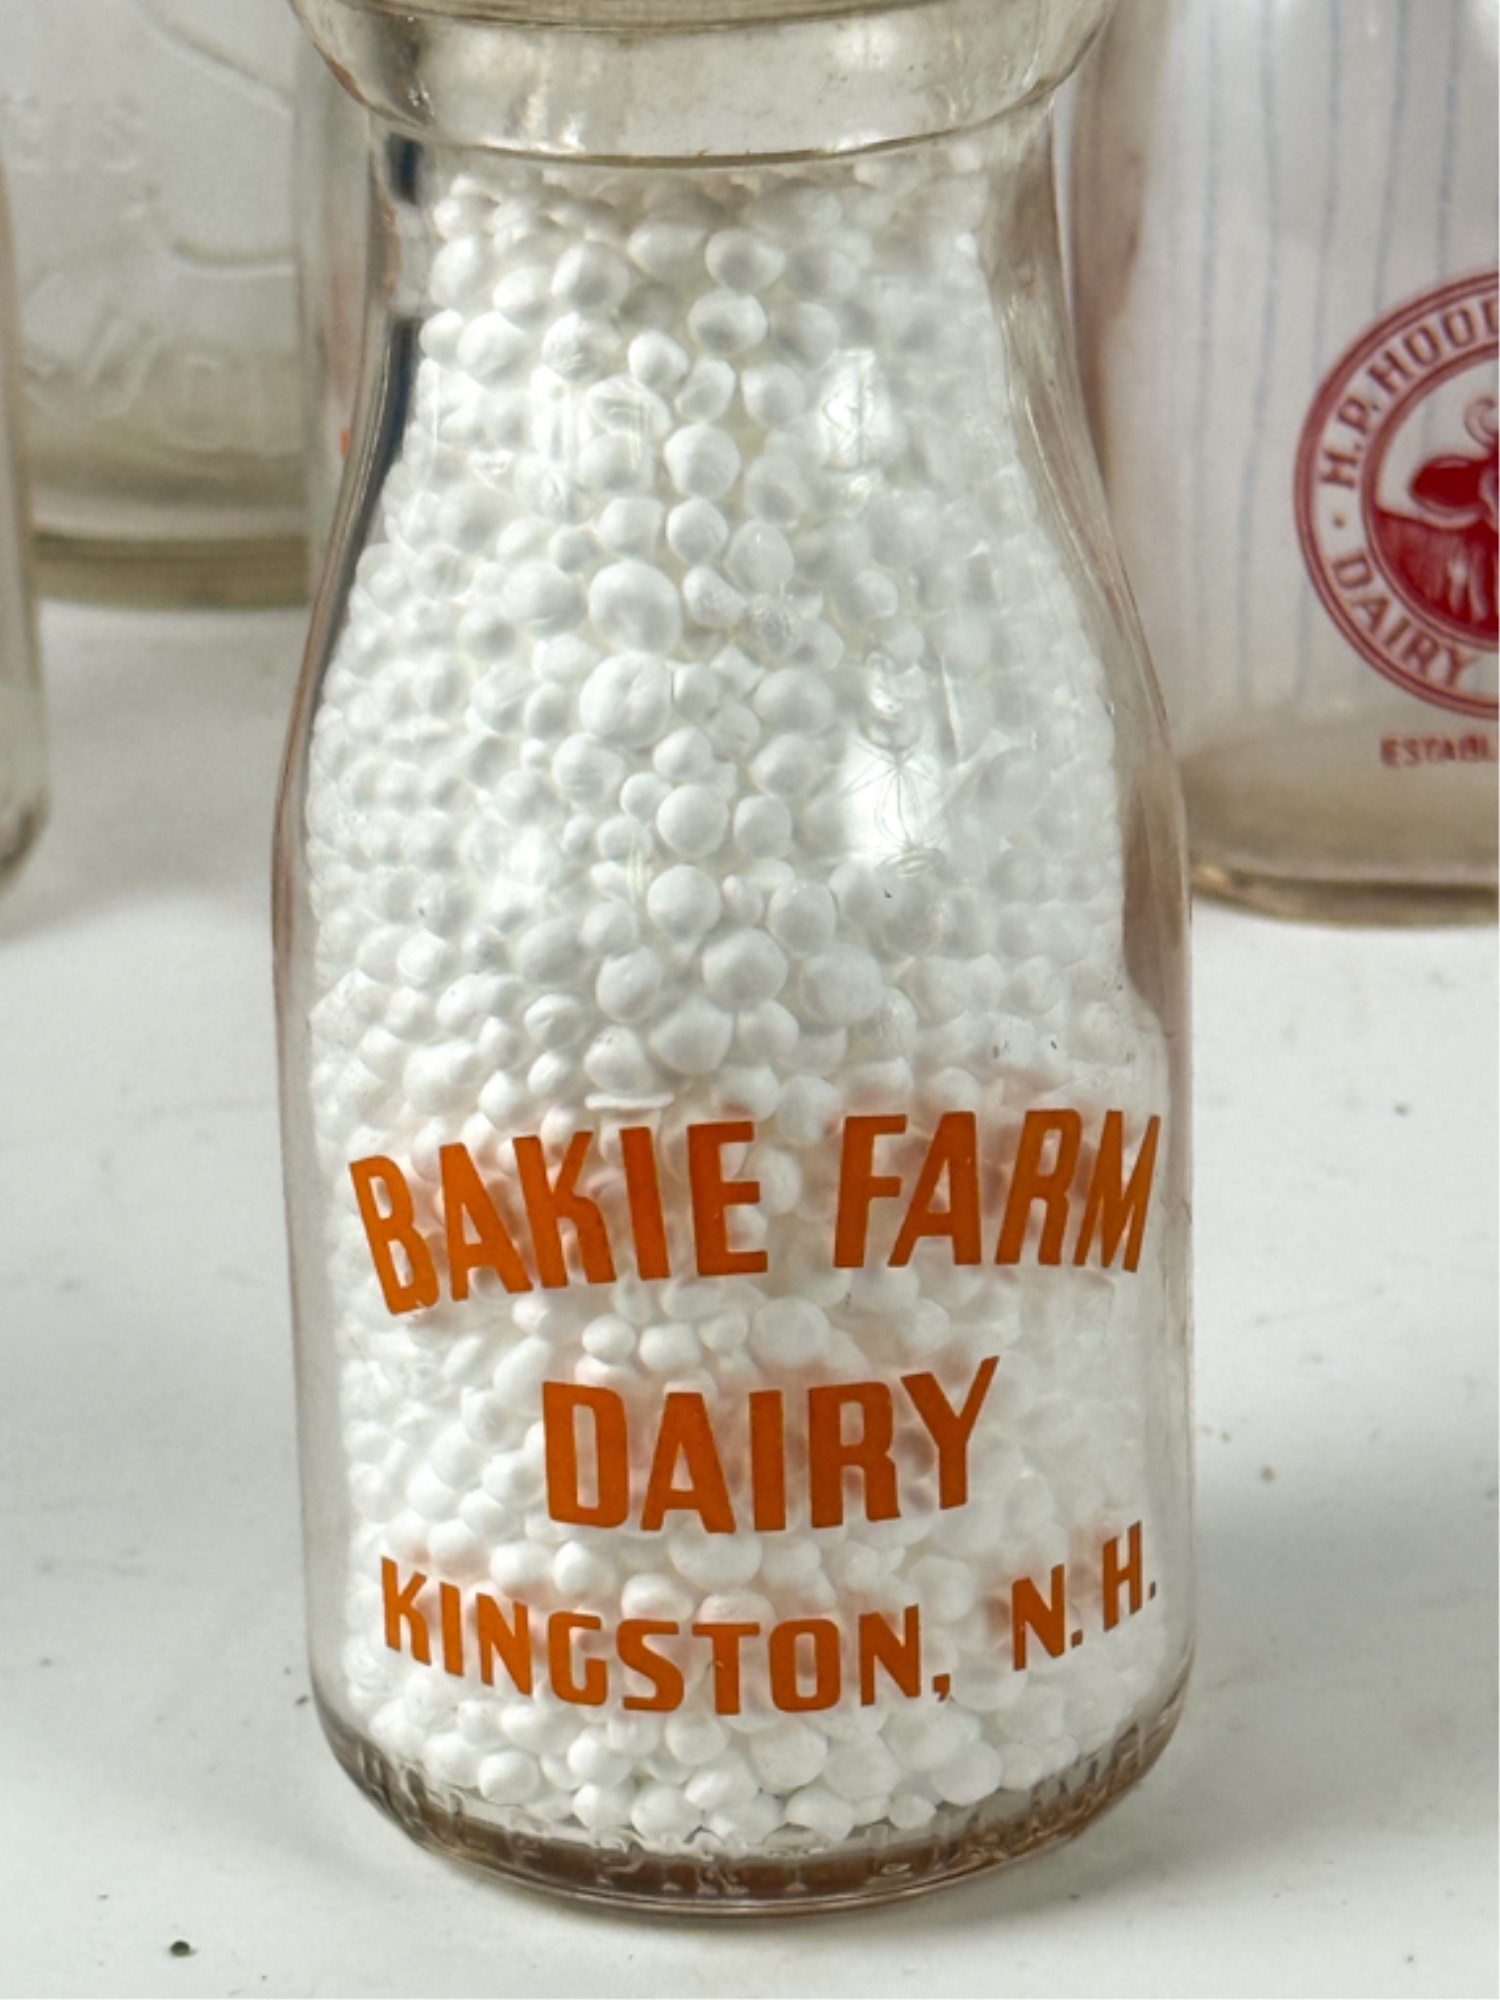 BAKIE FARM
DAIRY
KINGSTON, N.H.
H.P. HOOD
DAIRY